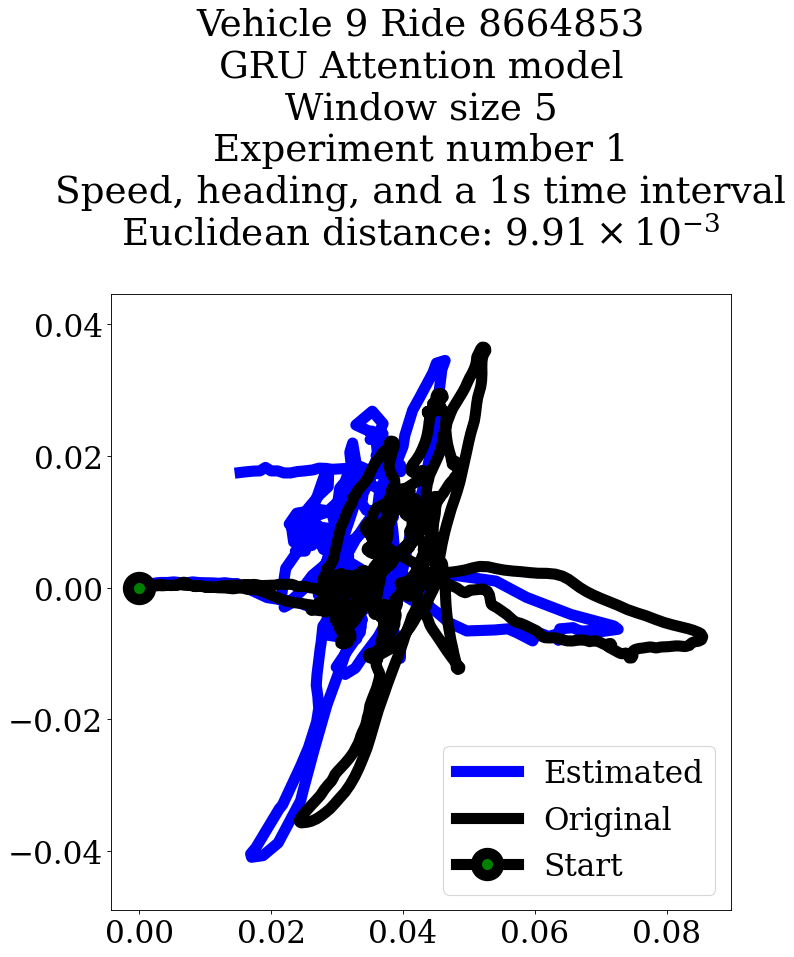 Vehicle 9 Ride 8664853
GRU Attention model
Window size 5
Experiment number 1
Speed, heading, and a 1s time interval
Euclidean distance: 9.91 × 10⁻³
0.04
0.02
0.00
−0.02
−0.04
Estimated
Original
Start
0.00 0.02 0.04 0.06 0.08